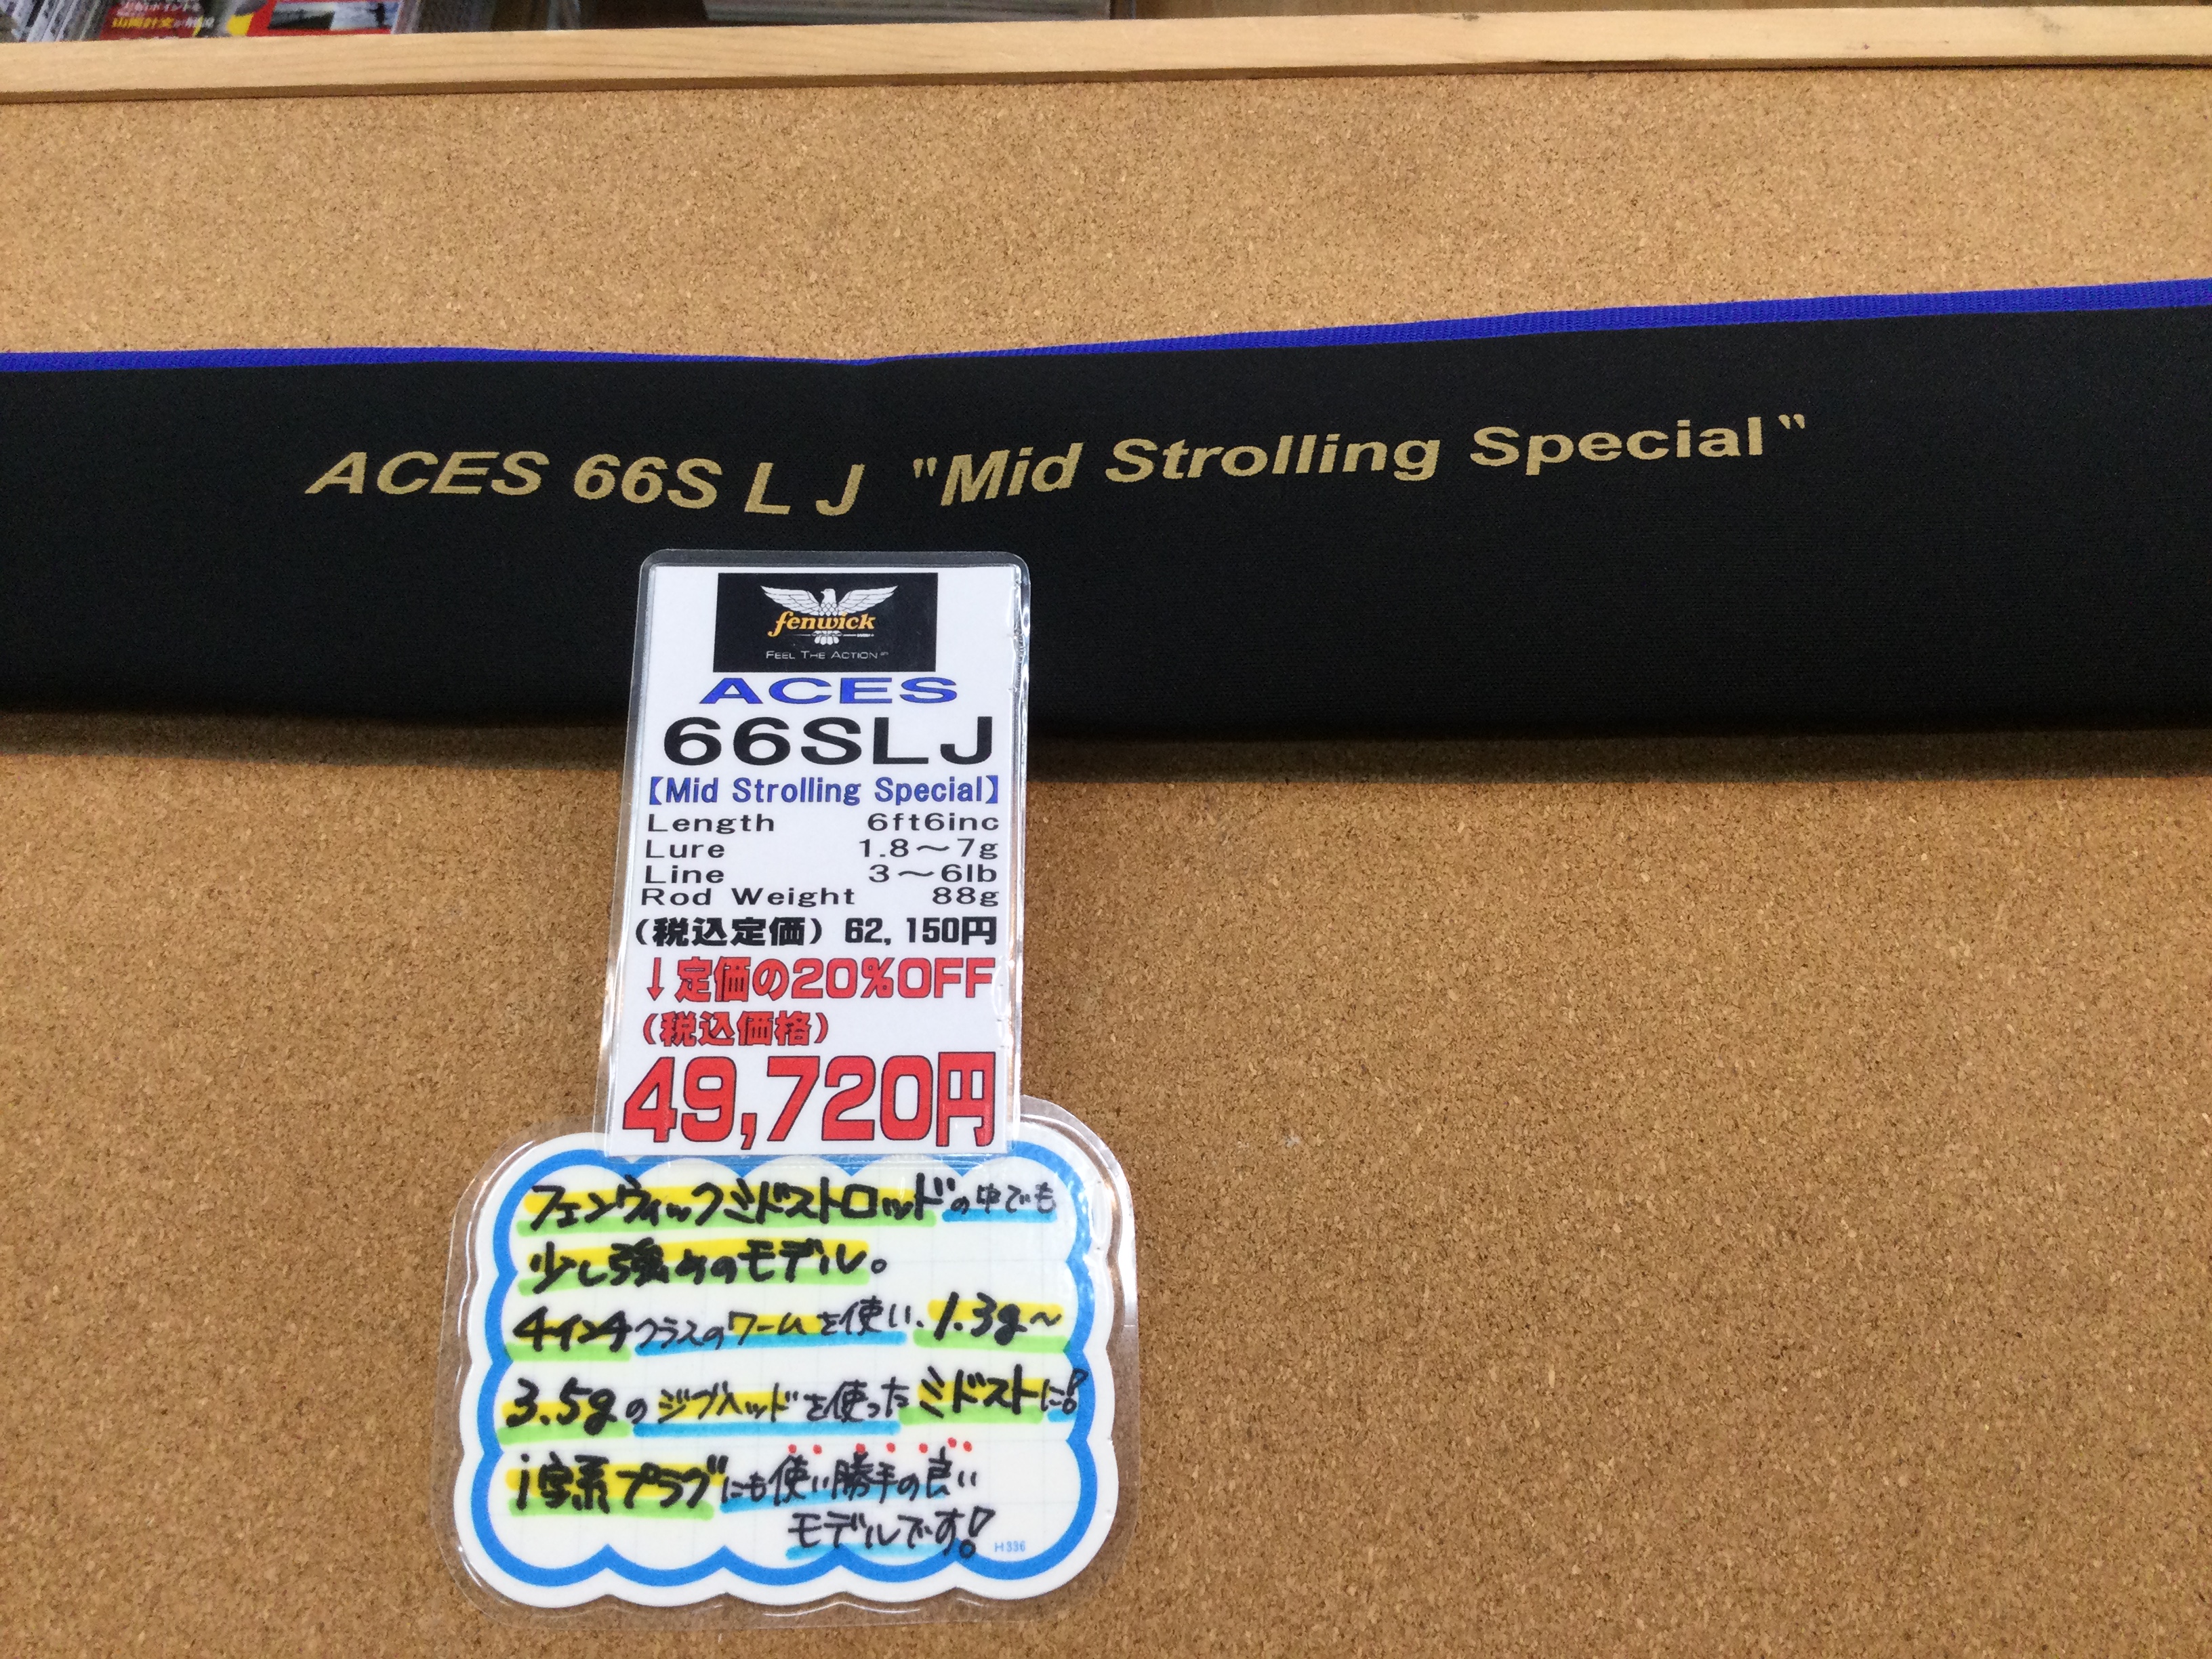 ACES 66S L J "Mid Strolling Special"
fenwick
FEEL THE ACTION
ACES
66SLJ
【Mid Strolling Special】
Length 6ft6inc
Lure 1.8～7g
Line 3～6lb
Rod Weight 88g
(税込定価) 62,150円
↓定価の20%OFF
(税込価格)
49,720円
フェンウィックミドストロッドの中でも
少し強めのモデル。
4インチクラスのワームを使い、1.3g～
3.5gのジグヘッドを使ったミドストに!
i字系プラグにも使い勝手の良い
モデルです!
H336